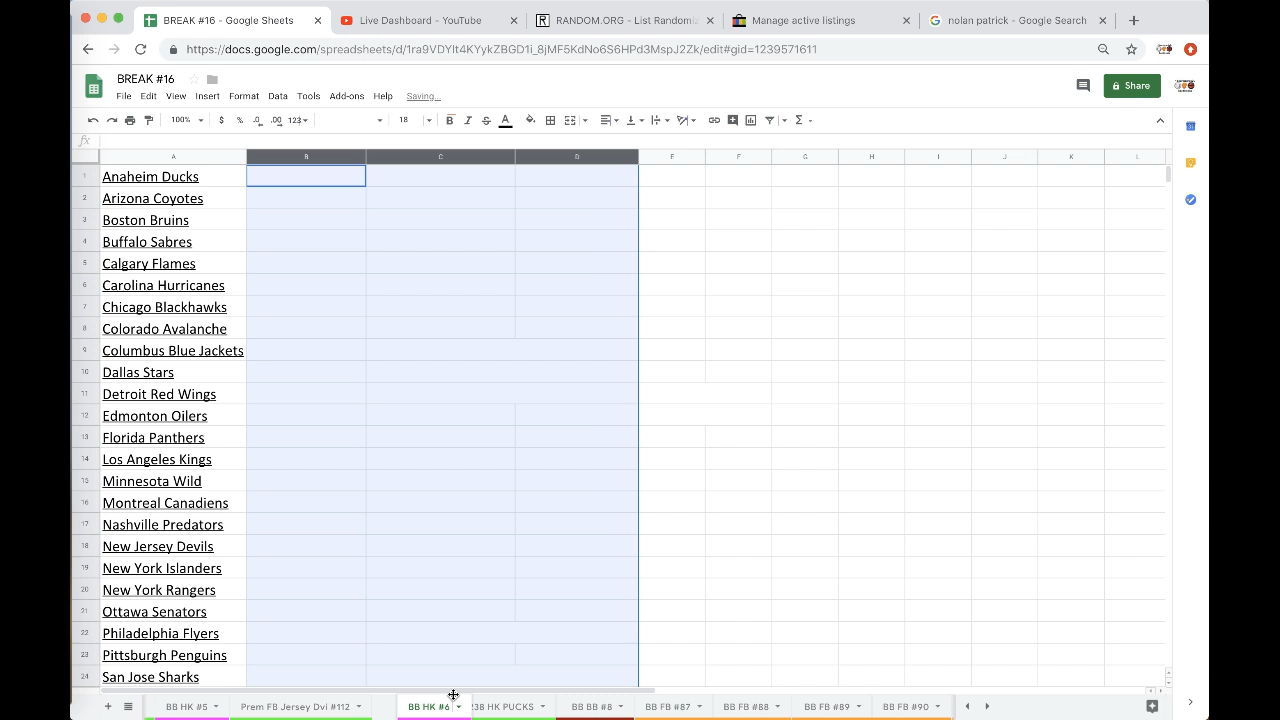 BREAK #16 - Google Sheets
Live Dashboard - YouTube
RANDOM.ORG - List Randomi
Manage active listings
nolan patrick - Google Search
https://docs.google.com/spreadsheets/d/1ra9VDYIt4KYykZBGD1i_8jMF5KdNo6S6HPd3MspJ2Zk/edit#gid=1239571611
BREAK #16
File Edit View Insert Format Data Tools Add-ons Help Saving...
Share
100% $ % .0 .00 123 18 B I S A
fx
A B C D E F G H I J K L
1 Anaheim Ducks
2 Arizona Coyotes
3 Boston Bruins
4 Buffalo Sabres
5 Calgary Flames
6 Carolina Hurricanes
7 Chicago Blackhawks
8 Colorado Avalanche
9 Columbus Blue Jackets
10 Dallas Stars
11 Detroit Red Wings
12 Edmonton Oilers
13 Florida Panthers
14 Los Angeles Kings
15 Minnesota Wild
16 Montreal Canadiens
17 Nashville Predators
18 New Jersey Devils
19 New York Islanders
20 New York Rangers
21 Ottawa Senators
22 Philadelphia Flyers
23 Pittsburgh Penguins
24 San Jose Sharks
BB HK #5 Prem FB Jersey Dvi #112 BB HK #6 38 HK PUCKS BB BB #8 BB FB #87 BB FB #88 BB FB #89 BB FB #90